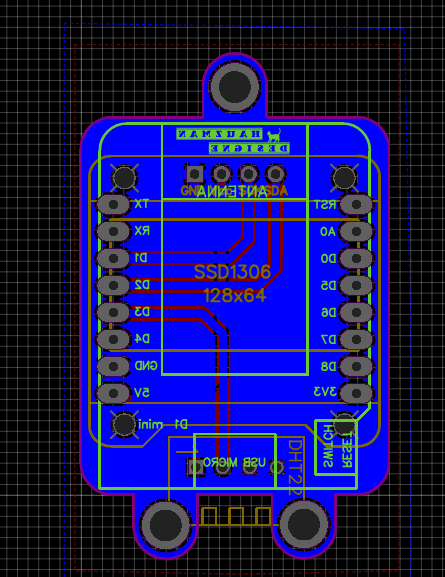 HAUZMAN
DESIGNE
GND
SDA
ANTENNA
TX
RST
RX
A0
D1
D0
SSD1306
D2
D5
128x64
D3
D6
D4
D7
GND
D8
5V
3V3
D1 mini
SWITCH
RESET
DHT22
USB MICRO